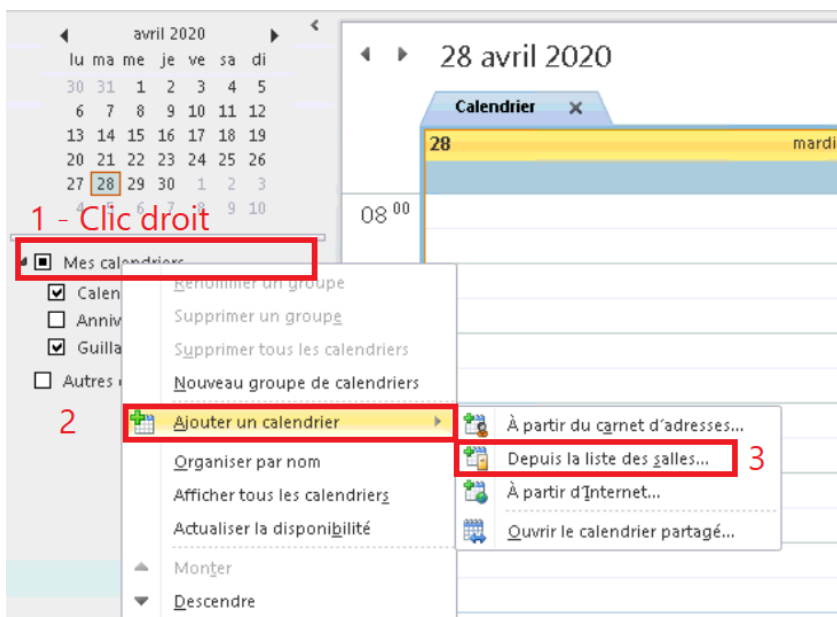 avril 2020
lu ma me je ve sa di
30 31 1 2 3 4 5
6 7 8 9 10 11 12
13 14 15 16 17 18 19
20 21 22 23 24 25 26
27 28 29 30 1 2 3
4 5 6 7 8 9 10
1 - Clic droit
Mes calendriers
Calen
Anniv
Guilla
Autres
28 avril 2020
Calendrier
28 mardi
08 00
Renommer un groupe
Supprimer un groupe
Supprimer tous les calendriers
Nouveau groupe de calendriers
2
Ajouter un calendrier
Organiser par nom
Afficher tous les calendriers
Actualiser la disponibilité
Monter
Descendre
À partir du carnet d'adresses...
Depuis la liste des salles...
3
À partir d'Internet...
Ouvrir le calendrier partagé...